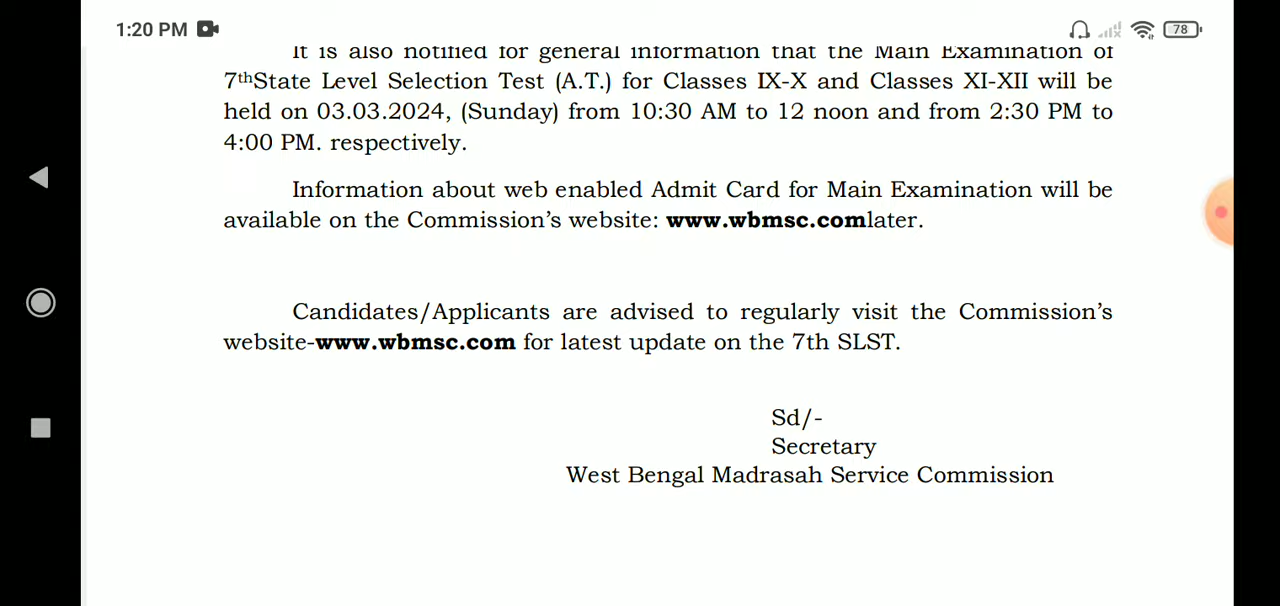 1:20 PM
78
It is also notified for general information that the Main Examination of
7thState Level Selection Test (A.T.) for Classes IX-X and Classes XI-XII will be
held on 03.03.2024, (Sunday) from 10:30 AM to 12 noon and from 2:30 PM to
4:00 PM. respectively.
Information about web enabled Admit Card for Main Examination will be
available on the Commission's website: www.wbmsc.comlater.
Candidates/Applicants are advised to regularly visit the Commission's
website-www.wbmsc.com for latest update on the 7th SLST.
Sd/-
Secretary
West Bengal Madrasah Service Commission